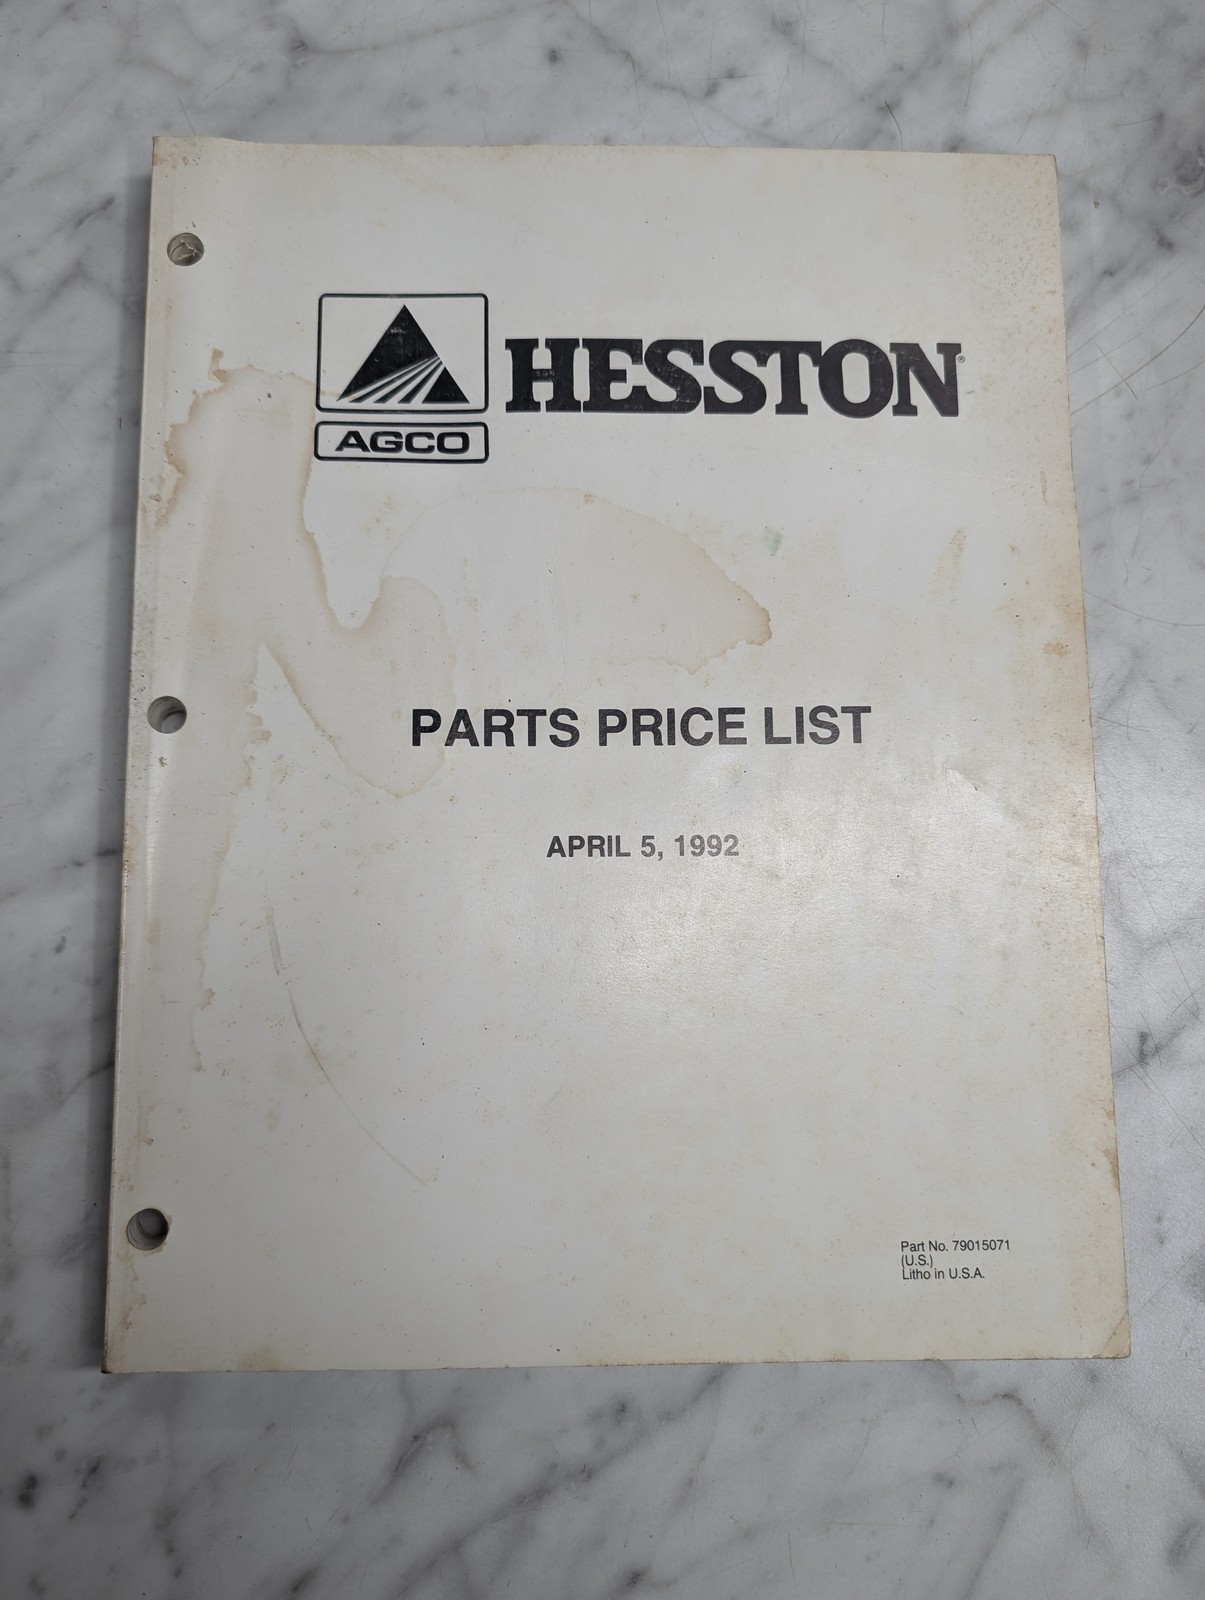 HESSTON®
AGCO
PARTS PRICE LIST
APRIL 5, 1992
Part No. 79015071
(U.S.)
Litho in U.S.A.